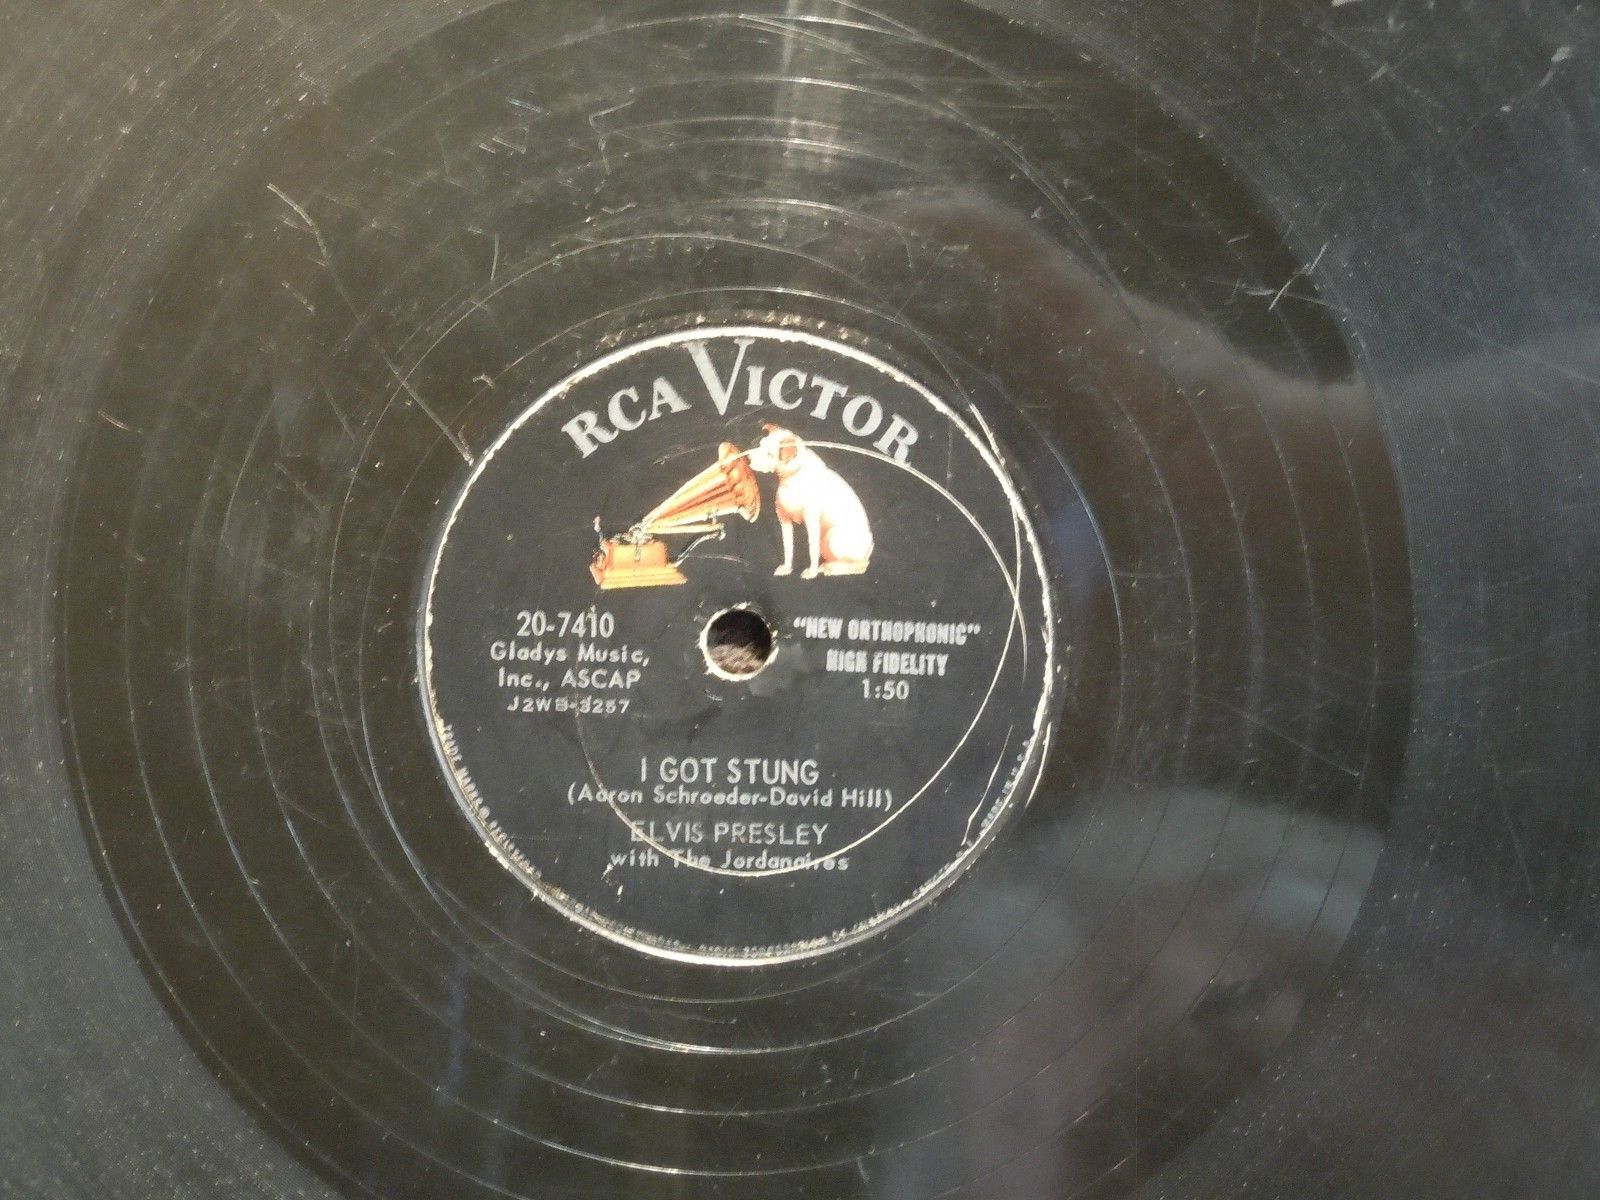 RCA VICTOR
20-7410
Gladys Music,
Inc., ASCAP
J2WB-3257
"NEW ORTHOPHONIC"
HIGH FIDELITY
1:50
I GOT STUNG
(Aaron Schroeder-David Hill)
ELVIS PRESLEY
with The Jordanaires